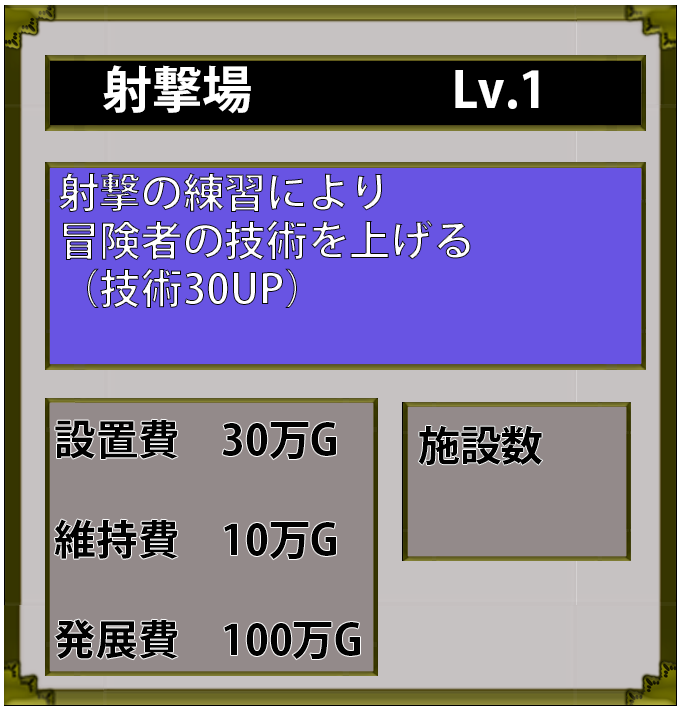 射撃場 Lv.1
射撃の練習により
冒険者の技術を上げる
（技術30UP）
設置費 30万G
維持費 10万G
発展費 100万G
施設数